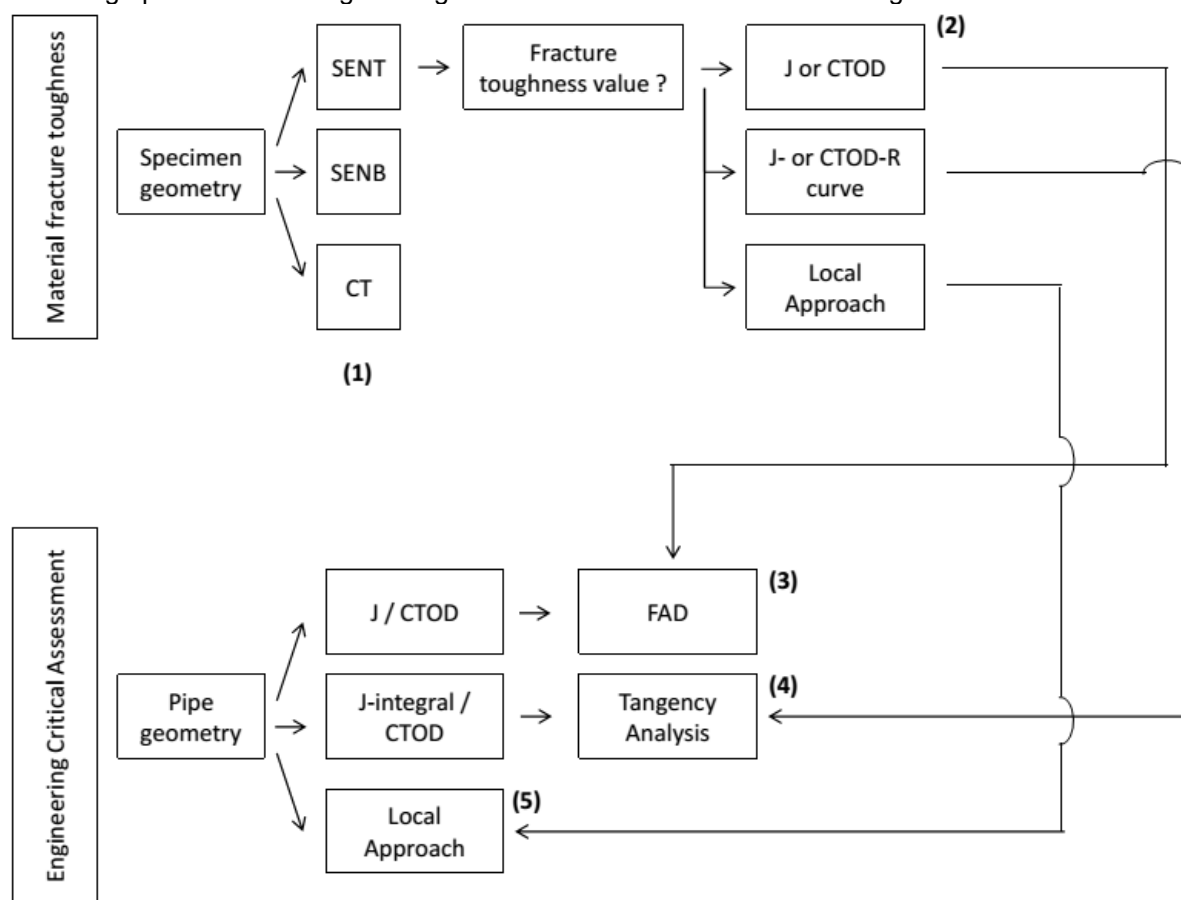 Material fracture toughness
Specimen
geometry
SENT
SENB
CT
(1)
Fracture
toughness value ?
(2)
J or CTOD
J- or CTOD-R
curve
Local
Approach
Engineering Critical Assessment
Pipe
geometry
J / CTOD
FAD
(3)
J-integral /
CTOD
Tangency
Analysis
(4)
Local
Approach
(5)